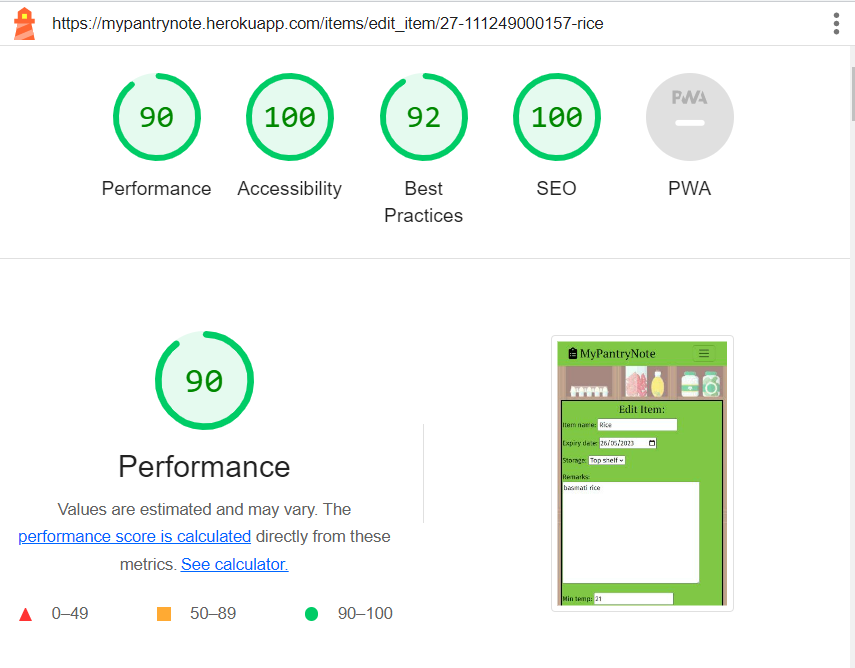 https://mypantrynote.herokuapp.com/items/edit_item/27-111249000157-rice
90
100
92
100
PWA
Performance
Accessibility
Best
Practices
SEO
PWA
90
Performance
Values are estimated and may vary. The
performance score is calculated directly from these
metrics. See calculator.
0–49
50–89
90–100
MyPantryNote
Edit Item:
Item name: Rice
Expiry date: 26/05/2023
Storage: Top shelf
Remarks:
basmati rice
Min temp: 21